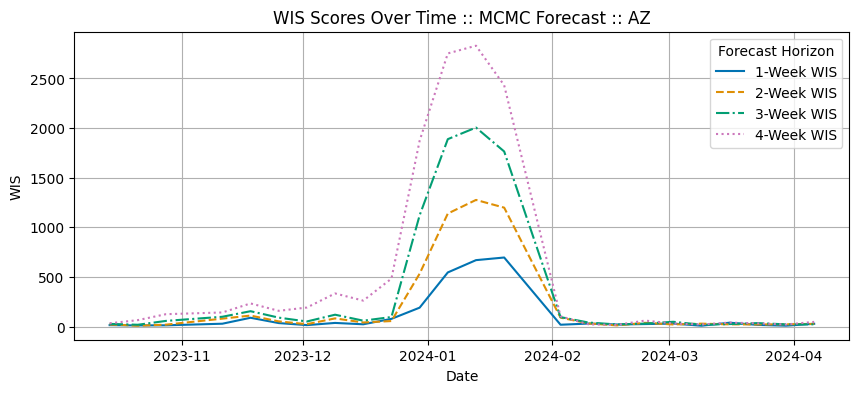 WIS Scores Over Time :: MCMC Forecast :: AZ
Forecast Horizon
1-Week WIS
2-Week WIS
3-Week WIS
4-Week WIS
WIS
2500
2000
1500
1000
500
0
2023-11
2023-12
2024-01
2024-02
2024-03
2024-04
Date